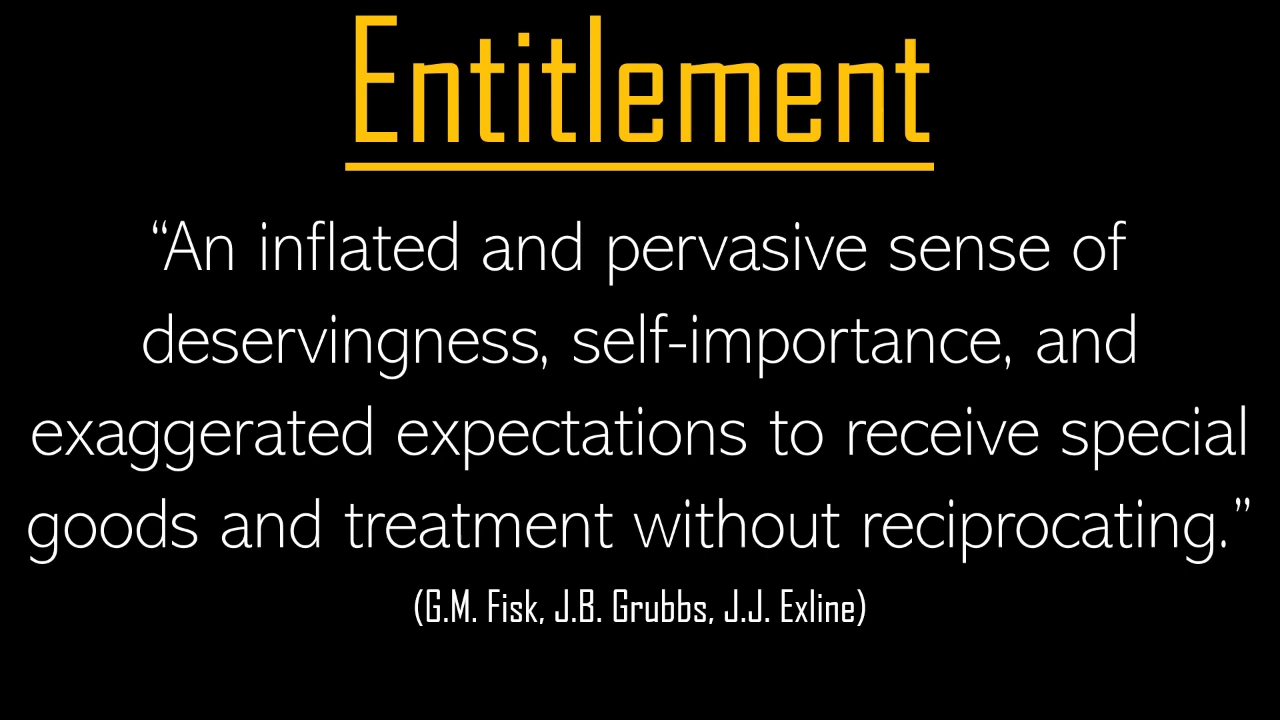 Entitlement
“An inflated and pervasive sense of
deservingness, self-importance, and
exaggerated expectations to receive special
goods and treatment without reciprocating.”
(G.M. Fisk, J.B. Grubbs, J.J. Exline)